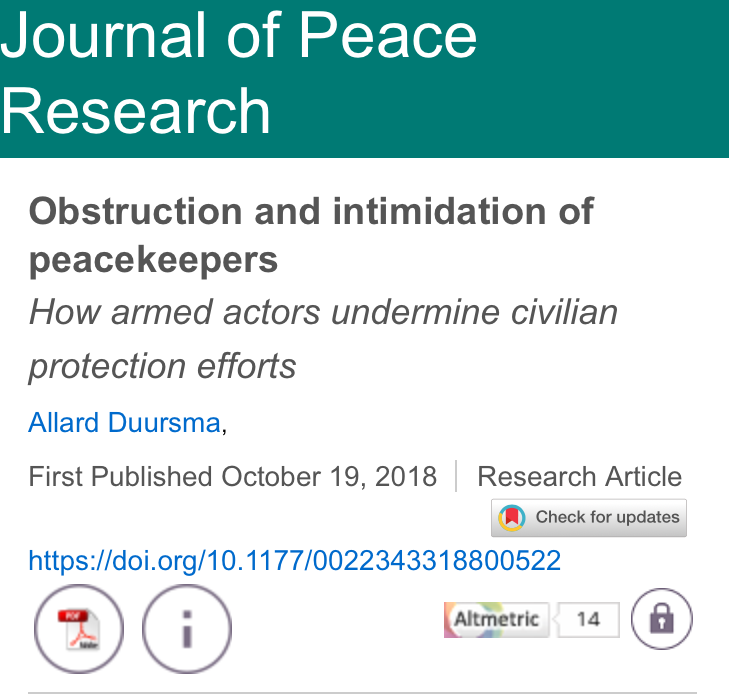 Journal of Peace
Research
Obstruction and intimidation of
peacekeepers
How armed actors undermine civilian
protection efforts
Allard Duursma,
First Published October 19, 2018
Research Article
Check for updates
https://doi.org/10.1177/0022343318800522
PDF
i
Altmetric
14